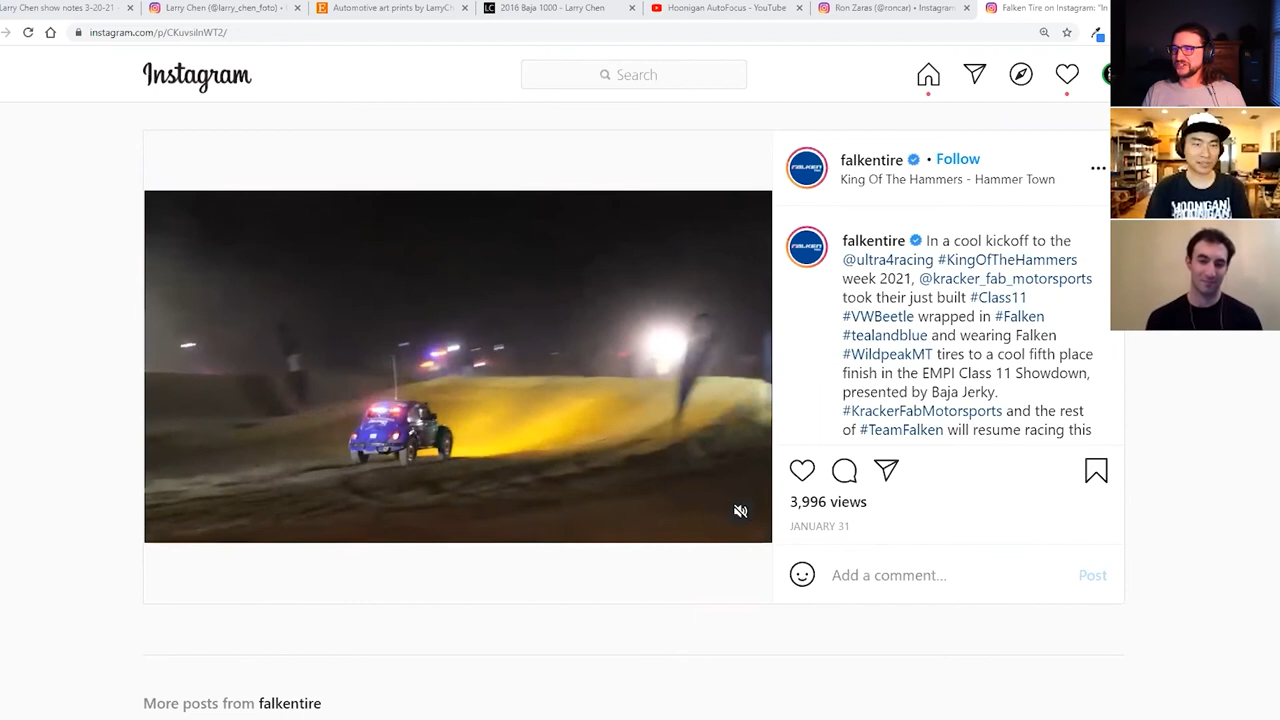 Larry Chen show notes 3-20-21 -
Larry Chen (@larry_chen_foto) •
Automotive art prints by LarryCh
2016 Baja 1000 - Larry Chen
Hoonigan AutoFocus - YouTube
Ron Zaras (@roncar) • Instagram
Falken Tire on Instagram: "In
instagram.com/p/CKuvsilnWT2/
Instagram
Search
falkentire • Follow
King Of The Hammers - Hammer Town
falkentire In a cool kickoff to the
@ultra4racing #KingOfTheHammers
week 2021, @kracker_fab_motorsports
took their just built #Class11
#VWBeetle wrapped in #Falken
#tealandblue and wearing Falken
#WildpeakMT tires to a cool fifth place
finish in the EMPI Class 11 Showdown,
presented by Baja Jerky.
#KrackerFabMotorsports and the rest
of #TeamFalken will resume racing this
3,996 views
JANUARY 31
Add a comment...
Post
More posts from falkentire
FALKEN
FALKEN
HOONIGAN